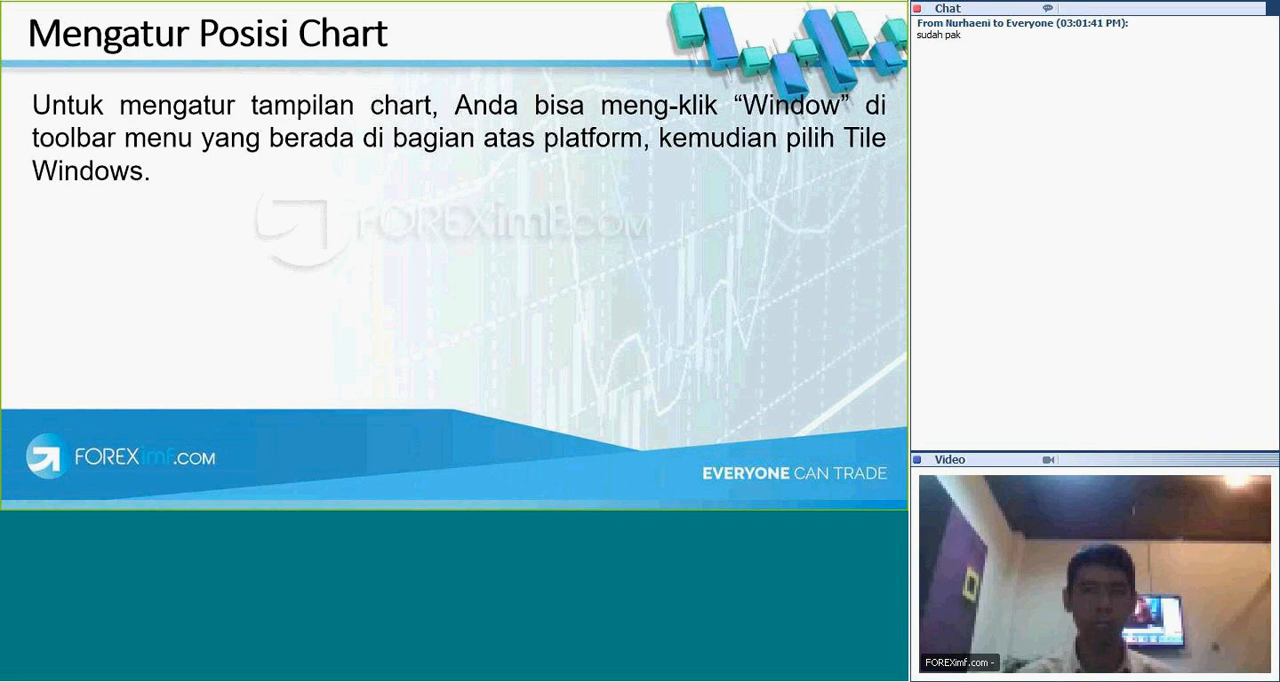 Mengatur Posisi Chart
Untuk mengatur tampilan chart, Anda bisa meng-klik “Window” di
toolbar menu yang berada di bagian atas platform, kemudian pilih Tile
Windows.
FOREXimf.COM
FOREXimf.COM
EVERYONE CAN TRADE
Chat
From Nurhaeni to Everyone (03:01:41 PM):
sudah pak
Video
FOREXimf.com -